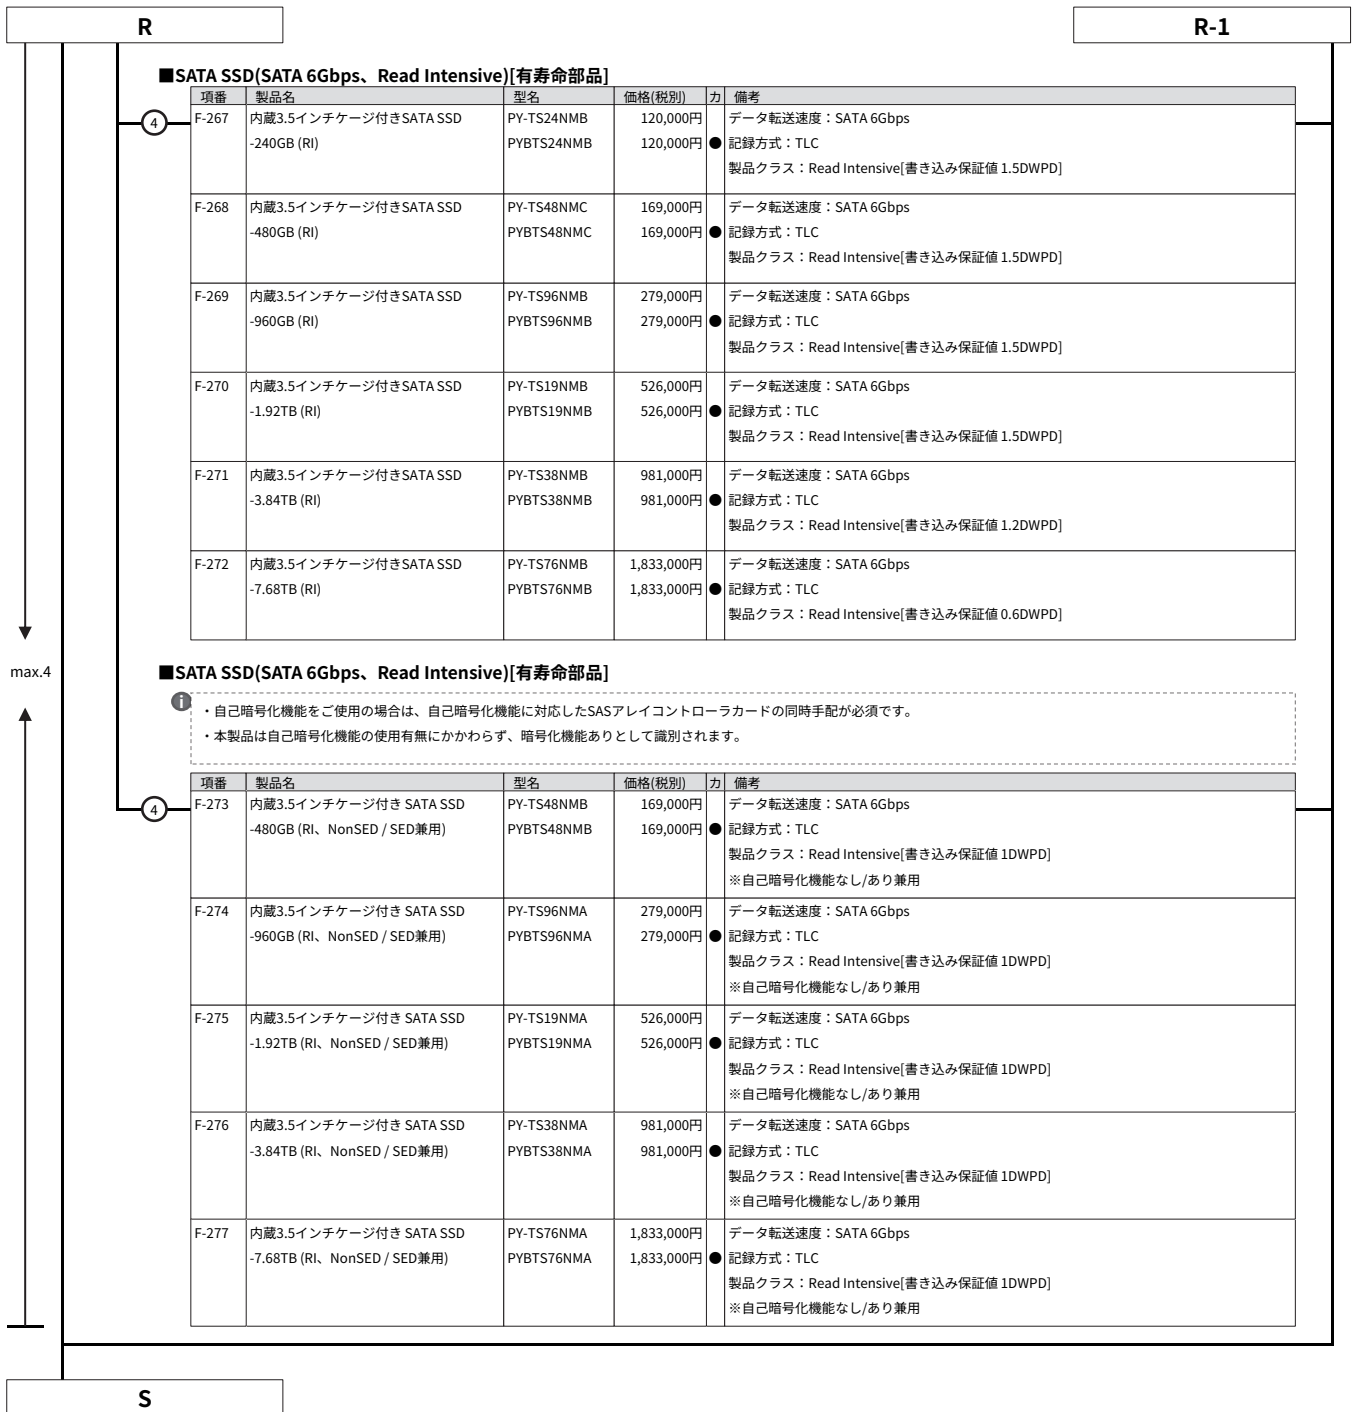 R
R-1
■SATA SSD(SATA 6Gbps、Read Intensive)[有寿命部品]
項番 製品名 型名 価格(税別) カ 備考
④ F-267 内蔵3.5インチケージ付きSATA SSD PY-TS24NMB 120,000円 データ転送速度：SATA 6Gbps
-240GB (RI) PYBTS24NMB 120,000円 ● 記録方式：TLC
製品クラス：Read Intensive[書き込み保証値 1.5DWPD]
F-268 内蔵3.5インチケージ付きSATA SSD PY-TS48NMC 169,000円 データ転送速度：SATA 6Gbps
-480GB (RI) PYBTS48NMC 169,000円 ● 記録方式：TLC
製品クラス：Read Intensive[書き込み保証値 1.5DWPD]
F-269 内蔵3.5インチケージ付きSATA SSD PY-TS96NMB 279,000円 データ転送速度：SATA 6Gbps
-960GB (RI) PYBTS96NMB 279,000円 ● 記録方式：TLC
製品クラス：Read Intensive[書き込み保証値 1.5DWPD]
F-270 内蔵3.5インチケージ付きSATA SSD PY-TS19NMB 526,000円 データ転送速度：SATA 6Gbps
-1.92TB (RI) PYBTS19NMB 526,000円 ● 記録方式：TLC
製品クラス：Read Intensive[書き込み保証値 1.5DWPD]
F-271 内蔵3.5インチケージ付きSATA SSD PY-TS38NMB 981,000円 データ転送速度：SATA 6Gbps
-3.84TB (RI) PYBTS38NMB 981,000円 ● 記録方式：TLC
製品クラス：Read Intensive[書き込み保証値 1.2DWPD]
F-272 内蔵3.5インチケージ付きSATA SSD PY-TS76NMB 1,833,000円 データ転送速度：SATA 6Gbps
-7.68TB (RI) PYBTS76NMB 1,833,000円 ● 記録方式：TLC
製品クラス：Read Intensive[書き込み保証値 0.6DWPD]
max.4
■SATA SSD(SATA 6Gbps、Read Intensive)[有寿命部品]
i
・自己暗号化機能をご使用の場合は、自己暗号化機能に対応したSASアレイコントローラカードの同時手配が必須です。
・本製品は自己暗号化機能の使用有無にかかわらず、暗号化機能ありとして識別されます。
項番 製品名 型名 価格(税別) カ 備考
④ F-273 内蔵3.5インチケージ付き SATA SSD PY-TS48NMB 169,000円 データ転送速度：SATA 6Gbps
-480GB (RI、NonSED / SED兼用) PYBTS48NMB 169,000円 ● 記録方式：TLC
製品クラス：Read Intensive[書き込み保証値 1DWPD]
※自己暗号化機能なし/あり兼用
F-274 内蔵3.5インチケージ付き SATA SSD PY-TS96NMA 279,000円 データ転送速度：SATA 6Gbps
-960GB (RI、NonSED / SED兼用) PYBTS96NMA 279,000円 ● 記録方式：TLC
製品クラス：Read Intensive[書き込み保証値 1DWPD]
※自己暗号化機能なし/あり兼用
F-275 内蔵3.5インチケージ付き SATA SSD PY-TS19NMA 526,000円 データ転送速度：SATA 6Gbps
-1.92TB (RI、NonSED / SED兼用) PYBTS19NMA 526,000円 ● 記録方式：TLC
製品クラス：Read Intensive[書き込み保証値 1DWPD]
※自己暗号化機能なし/あり兼用
F-276 内蔵3.5インチケージ付き SATA SSD PY-TS38NMA 981,000円 データ転送速度：SATA 6Gbps
-3.84TB (RI、NonSED / SED兼用) PYBTS38NMA 981,000円 ● 記録方式：TLC
製品クラス：Read Intensive[書き込み保証値 1DWPD]
※自己暗号化機能なし/あり兼用
F-277 内蔵3.5インチケージ付き SATA SSD PY-TS76NMA 1,833,000円 データ転送速度：SATA 6Gbps
-7.68TB (RI、NonSED / SED兼用) PYBTS76NMA 1,833,000円 ● 記録方式：TLC
製品クラス：Read Intensive[書き込み保証値 1DWPD]
※自己暗号化機能なし/あり兼用
S